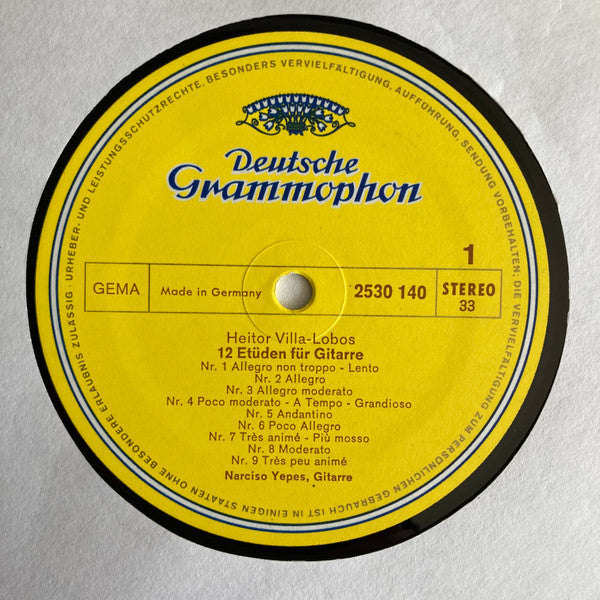 URHEBER- UND LEISTUNGSSCHUTZRECHTE, BESONDERS VERVIELFÄLTIGUNG, AUFFÜHRUNG, SENDUNG VORBEHALTEN; DIE VERVIELFÄLTIGUNG ZUM PERSÖNLICHEN GEBRAUCH IST IN EINIGEN STAATEN OHNE BESONDERE ERLAUBNIS ZULÄSSIG ·
Deutsche
Grammophon
1
GEMA
Made in Germany
2530 140
STEREO
33
Heitor Villa-Lobos
12 Etüden für Gitarre
Nr. 1 Allegro non troppo - Lento
Nr. 2 Allegro
Nr. 3 Allegro moderato
Nr. 4 Poco moderato - A Tempo - Grandioso
Nr. 5 Andantino
Nr. 6 Poco Allegro
Nr. 7 Très animé - Più mosso
Nr. 8 Moderato
Nr. 9 Très peu animé
Narciso Yepes, Gitarre